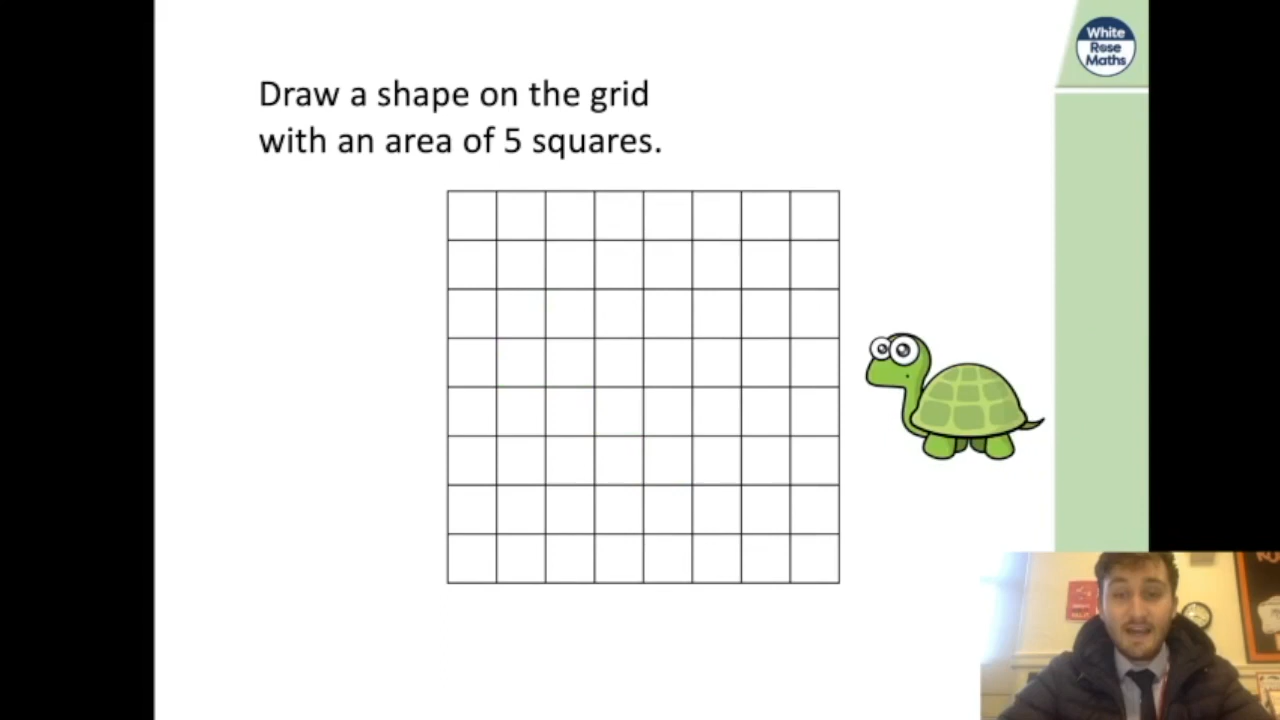 White
Rose
Maths
Draw a shape on the grid
with an area of 5 squares.